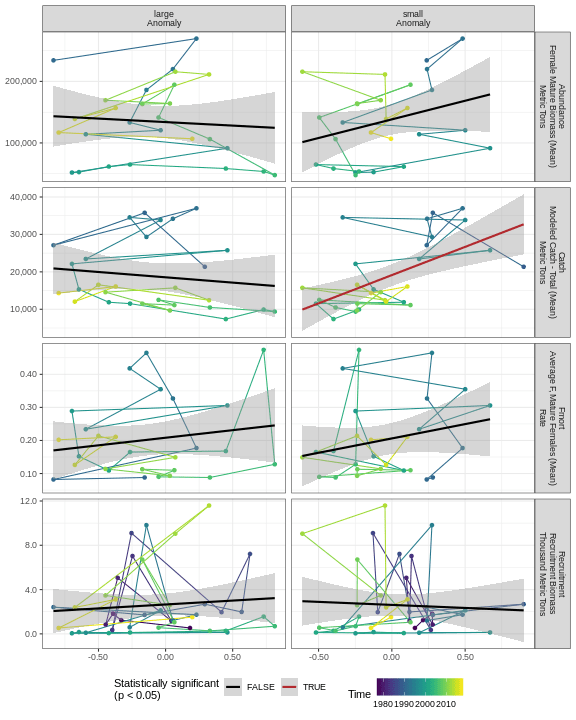 large
Anomaly
small
Anomaly
200,000
100,000
Abundance
Female Mature Biomass (Mean)
Metric Tons
40,000
30,000
20,000
10,000
Catch
Modeled Catch - Total (Mean)
Metric Tons
0.40
0.30
0.20
0.10
Fmort
Average F, Mature Females (Mean)
Rate
12.0
8.0
4.0
0.0
Recruitment
Recruitment Biomass
Thousand Metric Tons
-0.50
0.00
0.50
-0.50
0.00
0.50
Statistically significant
(p < 0.05)
FALSE
TRUE
Time
1980 1990 2000 2010